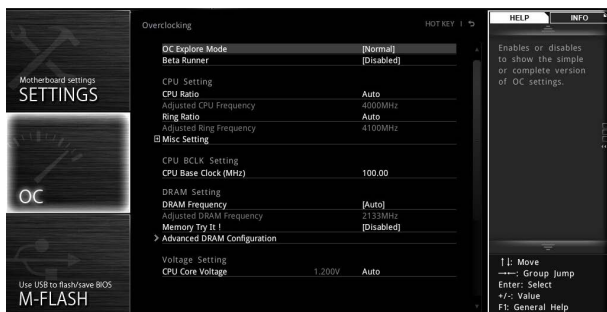 Motherboard settings
SETTINGS
OC
Use USB to flash/save BIOS
M-FLASH
Overclocking
HOT KEY |
OC Explore Mode [Normal]
Beta Runner [Disabled]
CPU Setting
CPU Ratio Auto
Adjusted CPU Frequency 4000MHz
Ring Ratio Auto
Adjusted Ring Frequency 4100MHz
Misc Setting
CPU BCLK Setting
CPU Base Clock (MHz) 100.00
DRAM Setting
DRAM Frequency [Auto]
Adjusted DRAM Frequency 2133MHz
Memory Try It ! [Disabled]
Advanced DRAM Configuration
Voltage Setting
CPU Core Voltage 1.200V Auto
HELP INFO
Enables or disables
to show the simple
or complete version
of OC settings.
↑↓: Move
→←: Group Jump
Enter: Select
+/-: Value
F1: General Help